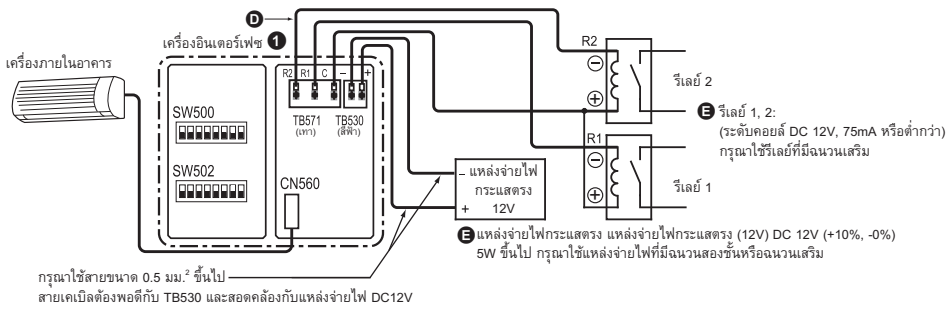 D
เครื่องอินเตอร์เฟซ 1
เครื่องภายในอาคาร
R2 R1 C – +
TB571 TB530
(เทา) (สีฟ้า)
SW500
SW502
CN560
R2
–
+
รีเลย์ 2
R1
–
+
รีเลย์ 1
E รีเลย์ 1, 2:
(ระดับคอยล์ DC 12V, 75mA หรือต่ำกว่า)
กรุณาใช้รีเลย์ที่มีฉนวนเสริม
– แหล่งจ่ายไฟ
กระแสตรง
+ 12V
E แหล่งจ่ายไฟกระแสตรง แหล่งจ่ายไฟกระแสตรง (12V) DC 12V (+10%, -0%)
5W ขึ้นไป กรุณาใช้แหล่งจ่ายไฟที่มีฉนวนสองชั้นหรือฉนวนเสริม
กรุณาใช้สายขนาด 0.5 มม.² ขึ้นไป
สายเคเบิลต้องพอดีกับ TB530 และสอดคล้องกับแหล่งจ่ายไฟ DC12V